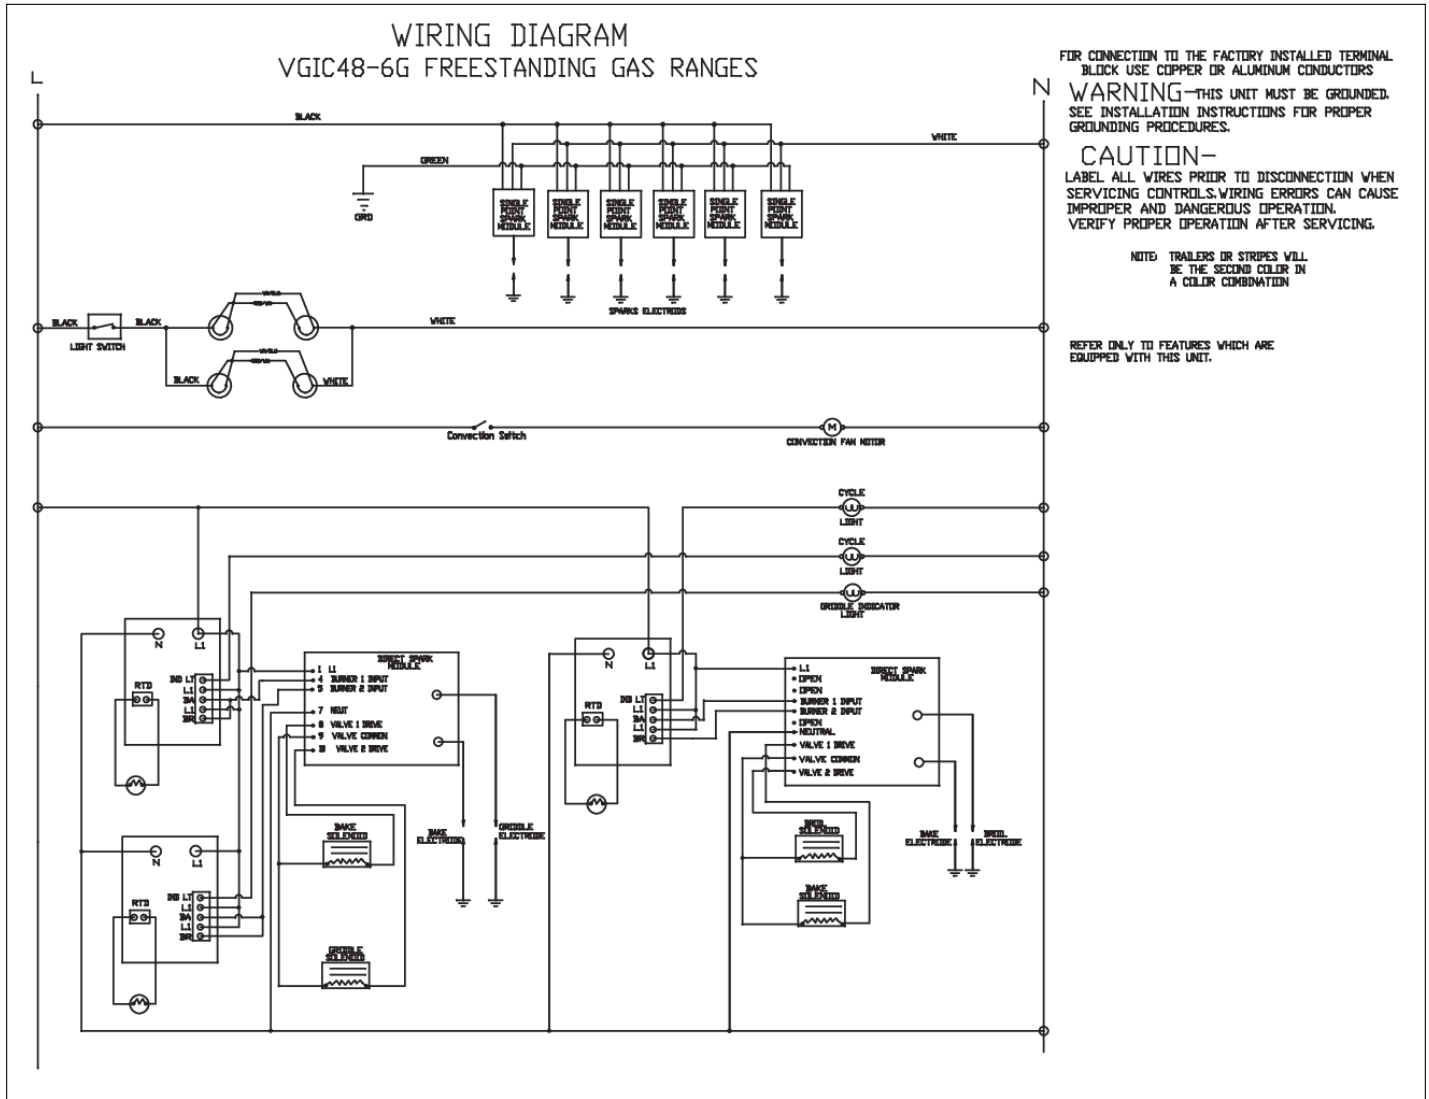 WIRING DIAGRAM
VGIC48-6G FREESTANDING GAS RANGES
L
N
FOR CONNECTION TO THE FACTORY INSTALLED TERMINAL
BLOCK USE COPPER OR ALUMINUM CONDUCTORS
WARNING-THIS UNIT MUST BE GROUNDED.
SEE INSTALLATION INSTRUCTIONS FOR PROPER
GROUNDING PROCEDURES.
CAUTION-
LABEL ALL WIRES PRIOR TO DISCONNECTION WHEN
SERVICING CONTROLS.WIRING ERRORS CAN CAUSE
IMPROPER AND DANGEROUS OPERATION.
VERIFY PROPER OPERATION AFTER SERVICING.
NOTE: TRAILERS OR STRIPES WILL
BE THE SECOND COLOR IN
A COLOR COMBINATION
REFER ONLY TO FEATURES WHICH ARE
EQUIPPED WITH THIS UNIT.
BLACK
WHITE
GREEN
GRD
SINGLE
POINT
SPARK
MODULE
SINGLE
POINT
SPARK
MODULE
SINGLE
POINT
SPARK
MODULE
SINGLE
POINT
SPARK
MODULE
SINGLE
POINT
SPARK
MODULE
SINGLE
POINT
SPARK
MODULE
SPARKS ELECTRODS
BLACK
LIGHT SWITCH
BLACK
WHITE
BLACK
WHITE
Convection Switch
M
CONVECTION FAN MOTOR
CYCLE
LIGHT
CYCLE
LIGHT
GRIDDLE INDICATOR
LIGHT
N
L1
RTD
IND LT
L1
BA
L1
BR
DIRECT SPARK
MODULE
1 L1
4 BURNER 1 INPUT
5 BURNER 2 INPUT
7 NEUT
8 VALVE 1 DRIVE
9 VALVE COMMON
10 VALVE 2 DRIVE
BAKE
SOLENOID
BAKE
ELECTRODE
GRIDDLE
ELECTRODE
GRIDDLE
SOLENOID
N
L1
RTD
IND LT
L1
BA
L1
BR
N
L1
RTD
IND LT
L1
BA
L1
BR
DIRECT SPARK
MODULE
L1
OPEN
OPEN
BURNER 1 INPUT
BURNER 2 INPUT
OPEN
NEUTRAL
VALVE 1 DRIVE
VALVE COMMON
VALVE 2 DRIVE
BROIL
SOLENOID
BAKE
SOLENOID
BAKE
ELECTRODE
BROIL
ELECTRODE